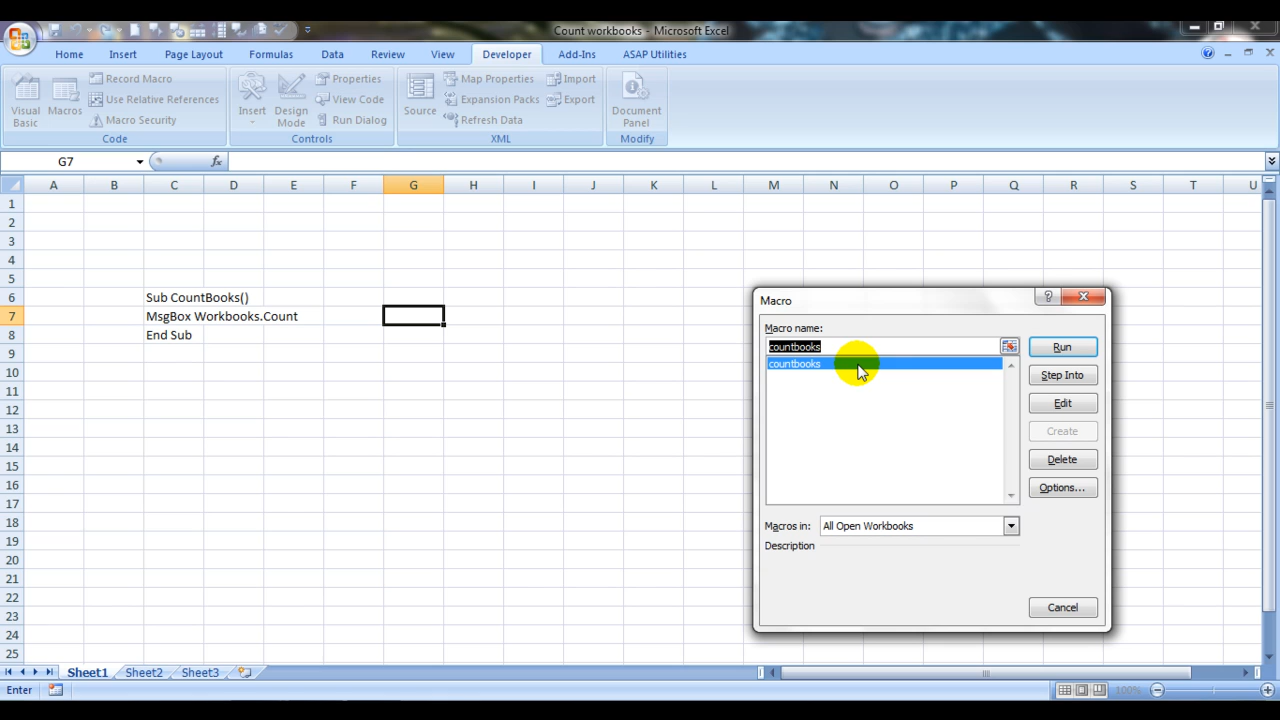 Count workbooks - Microsoft Excel
Home Insert Page Layout Formulas Data Review View Developer Add-Ins ASAP Utilities
Visual Basic
Macros
Record Macro
Use Relative References
Macro Security
Code
Insert
Design Mode
Properties
View Code
Run Dialog
Controls
Source
Map Properties
Expansion Packs
Refresh Data
Import
Export
XML
Document Panel
Modify
G7 fx
A B C D E F G H I J K L M N O P Q R S T U
1
2
3
4
5
6 Sub CountBooks()
7 MsgBox Workbooks.Count
8 End Sub
9
10
11
12
13
14
15
16
17
18
19
20
21
22
23
24
25
Macro
?
Macro name:
countbooks
countbooks
Run
Step Into
Edit
Create
Delete
Options...
Macros in: All Open Workbooks
Description
Cancel
Sheet1 Sheet2 Sheet3
Enter 100%